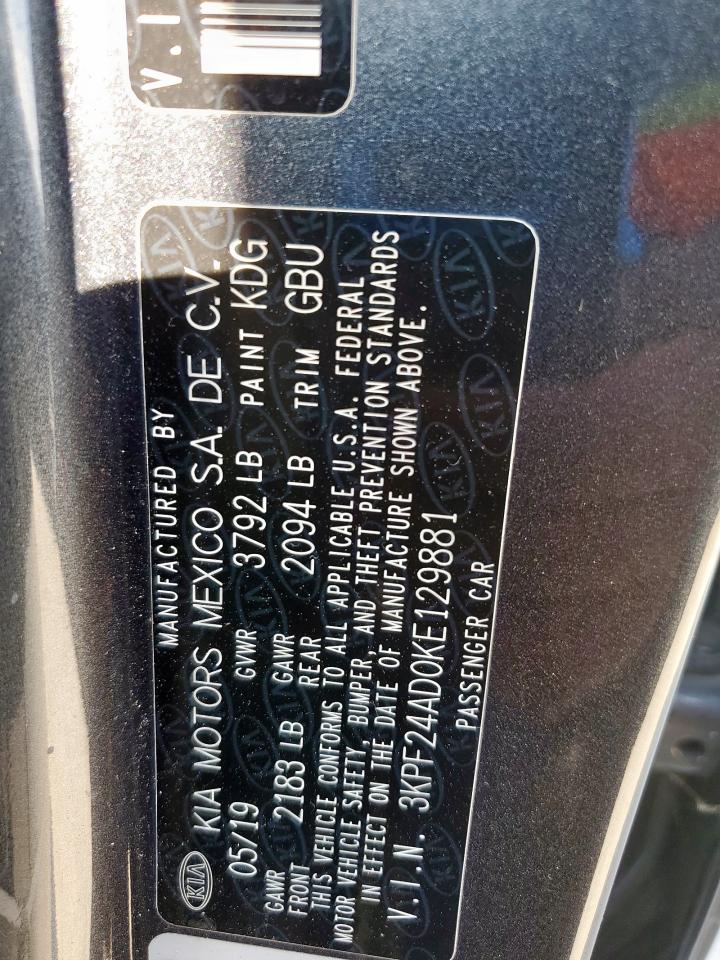 V.I
MANUFACTURED BY
KIA KIA MOTORS MEXICO S.A. DE C.V.
05/19 GVWR 3792 LB PAINT KDG
GAWR FRONT 2183 LB GAWR REAR 2094 LB TRIM GBU
THIS VEHICLE CONFORMS TO ALL APPLICABLE U.S.A. FEDERAL
MOTOR VEHICLE SAFETY, BUMPER, AND THEFT PREVENTION STANDARDS
IN EFFECT ON THE DATE OF MANUFACTURE SHOWN ABOVE.
V.I.N. 3KPF24AD0KE129881
PASSENGER CAR